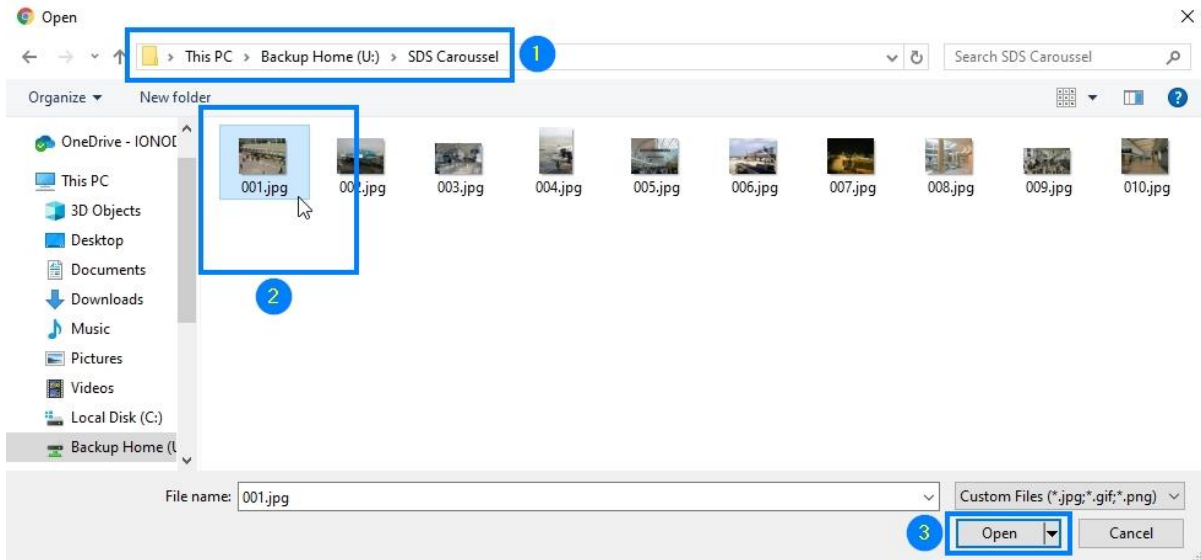 Open
This PC > Backup Home (U:) > SDS Caroussel
1
Search SDS Caroussel
Organize
New folder
?
OneDrive - IONO
This PC
3D Objects
Desktop
Documents
Downloads
Music
Pictures
Videos
Local Disk (C:)
Backup Home (U
001.jpg
002.jpg
003.jpg
004.jpg
005.jpg
006.jpg
007.jpg
008.jpg
009.jpg
010.jpg
2
File name:
001.jpg
Custom Files (*.jpg;*.gif;*.png)
3
Open
Cancel